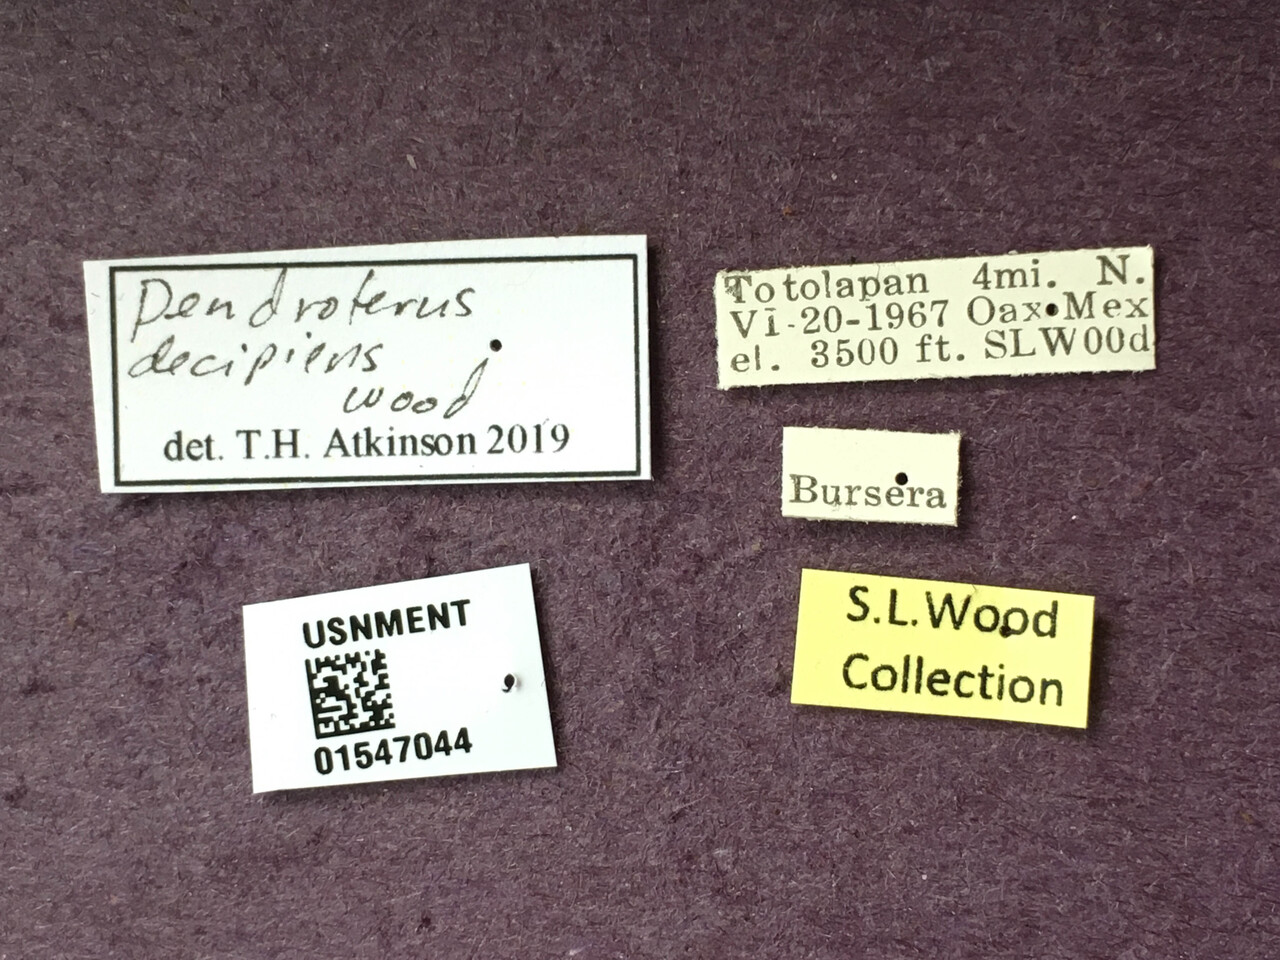 Dendroterus
decipiens
Wood
det. T.H. Atkinson 2019
Totolapan 4mi. N.
VI-20-1967 Oax. Mex
el. 3500 ft. SLW00d
Bursera
USNMENT
01547044
S.L.Wood
Collection